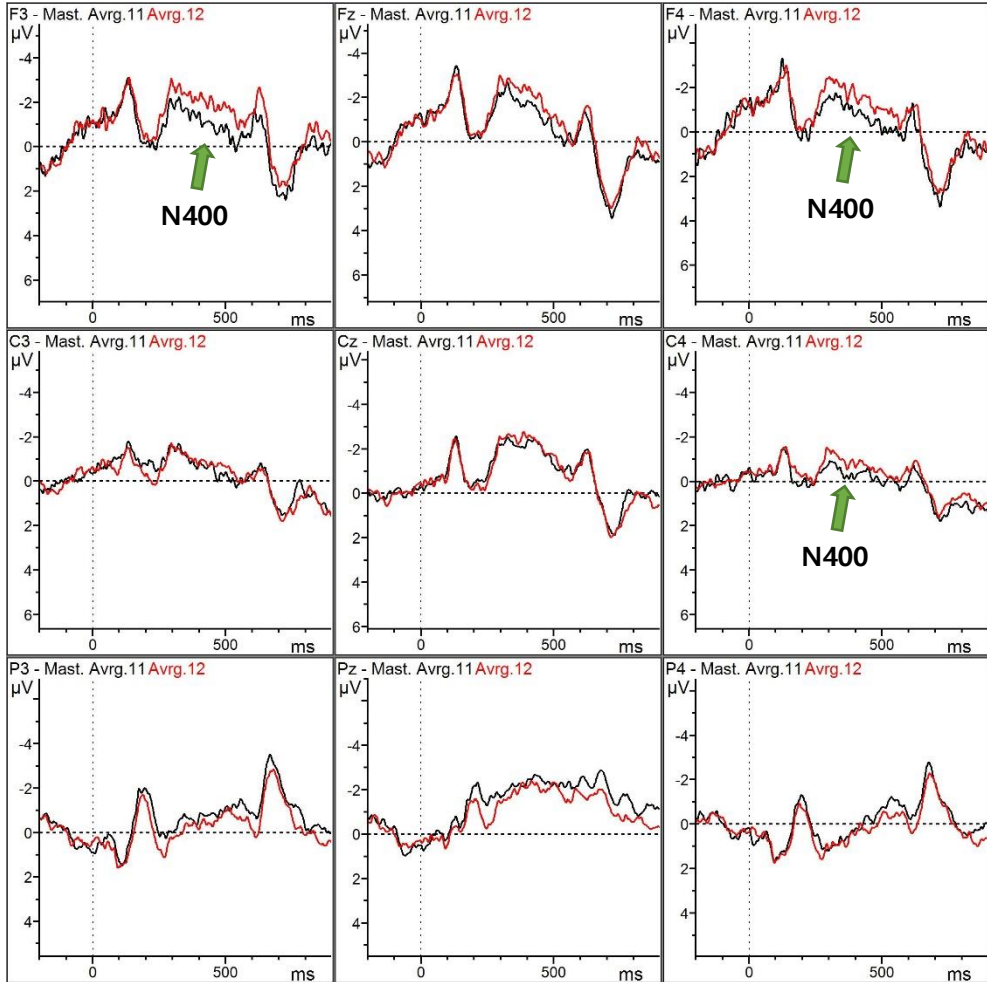 F3 - Mast. Avrg.11 Avrg.12
µV
-4
-2
0
2
4
6
0 500 ms
N400
Fz - Mast. Avrg.11 Avrg.12
µV
-4
-2
0
2
4
6
0 500 ms
F4 - Mast. Avrg.11 Avrg.12
µV
-4
-2
0
2
4
6
0 500 ms
N400
C3 - Mast. Avrg.11 Avrg.12
µV
-4
-2
0
2
4
6
0 500 ms
Cz - Mast. Avrg.11 Avrg.12
µV
-4
-2
0
2
4
6
0 500 ms
C4 - Mast. Avrg.11 Avrg.12
µV
-4
-2
0
2
4
6
0 500 ms
N400
P3 - Mast. Avrg.11 Avrg.12
µV
-4
-2
0
2
4
0 500 ms
Pz - Mast. Avrg.11 Avrg.12
µV
-4
-2
0
2
4
0 500 ms
P4 - Mast. Avrg.11 Avrg.12
µV
-4
-2
0
2
4
0 500 ms